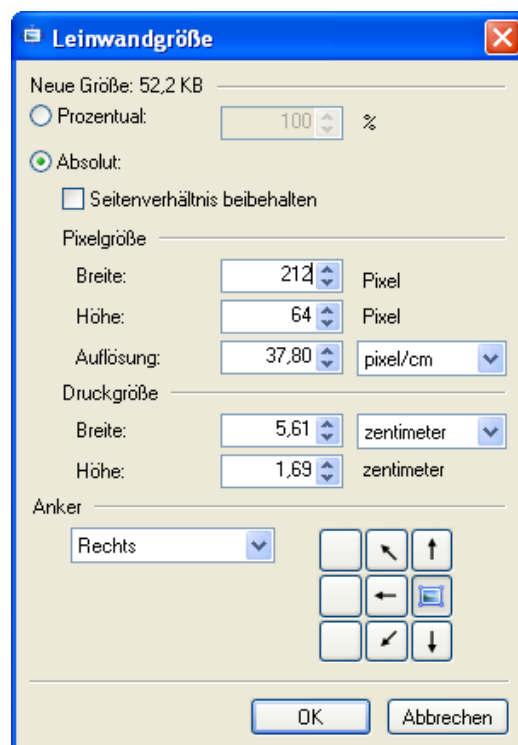 Leinwandgröße
Neue Größe: 52,2 KB
Prozentual: 100 %
Absolut:
Seitenverhältnis beibehalten
Pixelgröße
Breite: 212 Pixel
Höhe: 64 Pixel
Auflösung: 37,80 pixel/cm
Druckgröße
Breite: 5,61 zentimeter
Höhe: 1,69 zentimeter
Anker
Rechts
OK Abbrechen